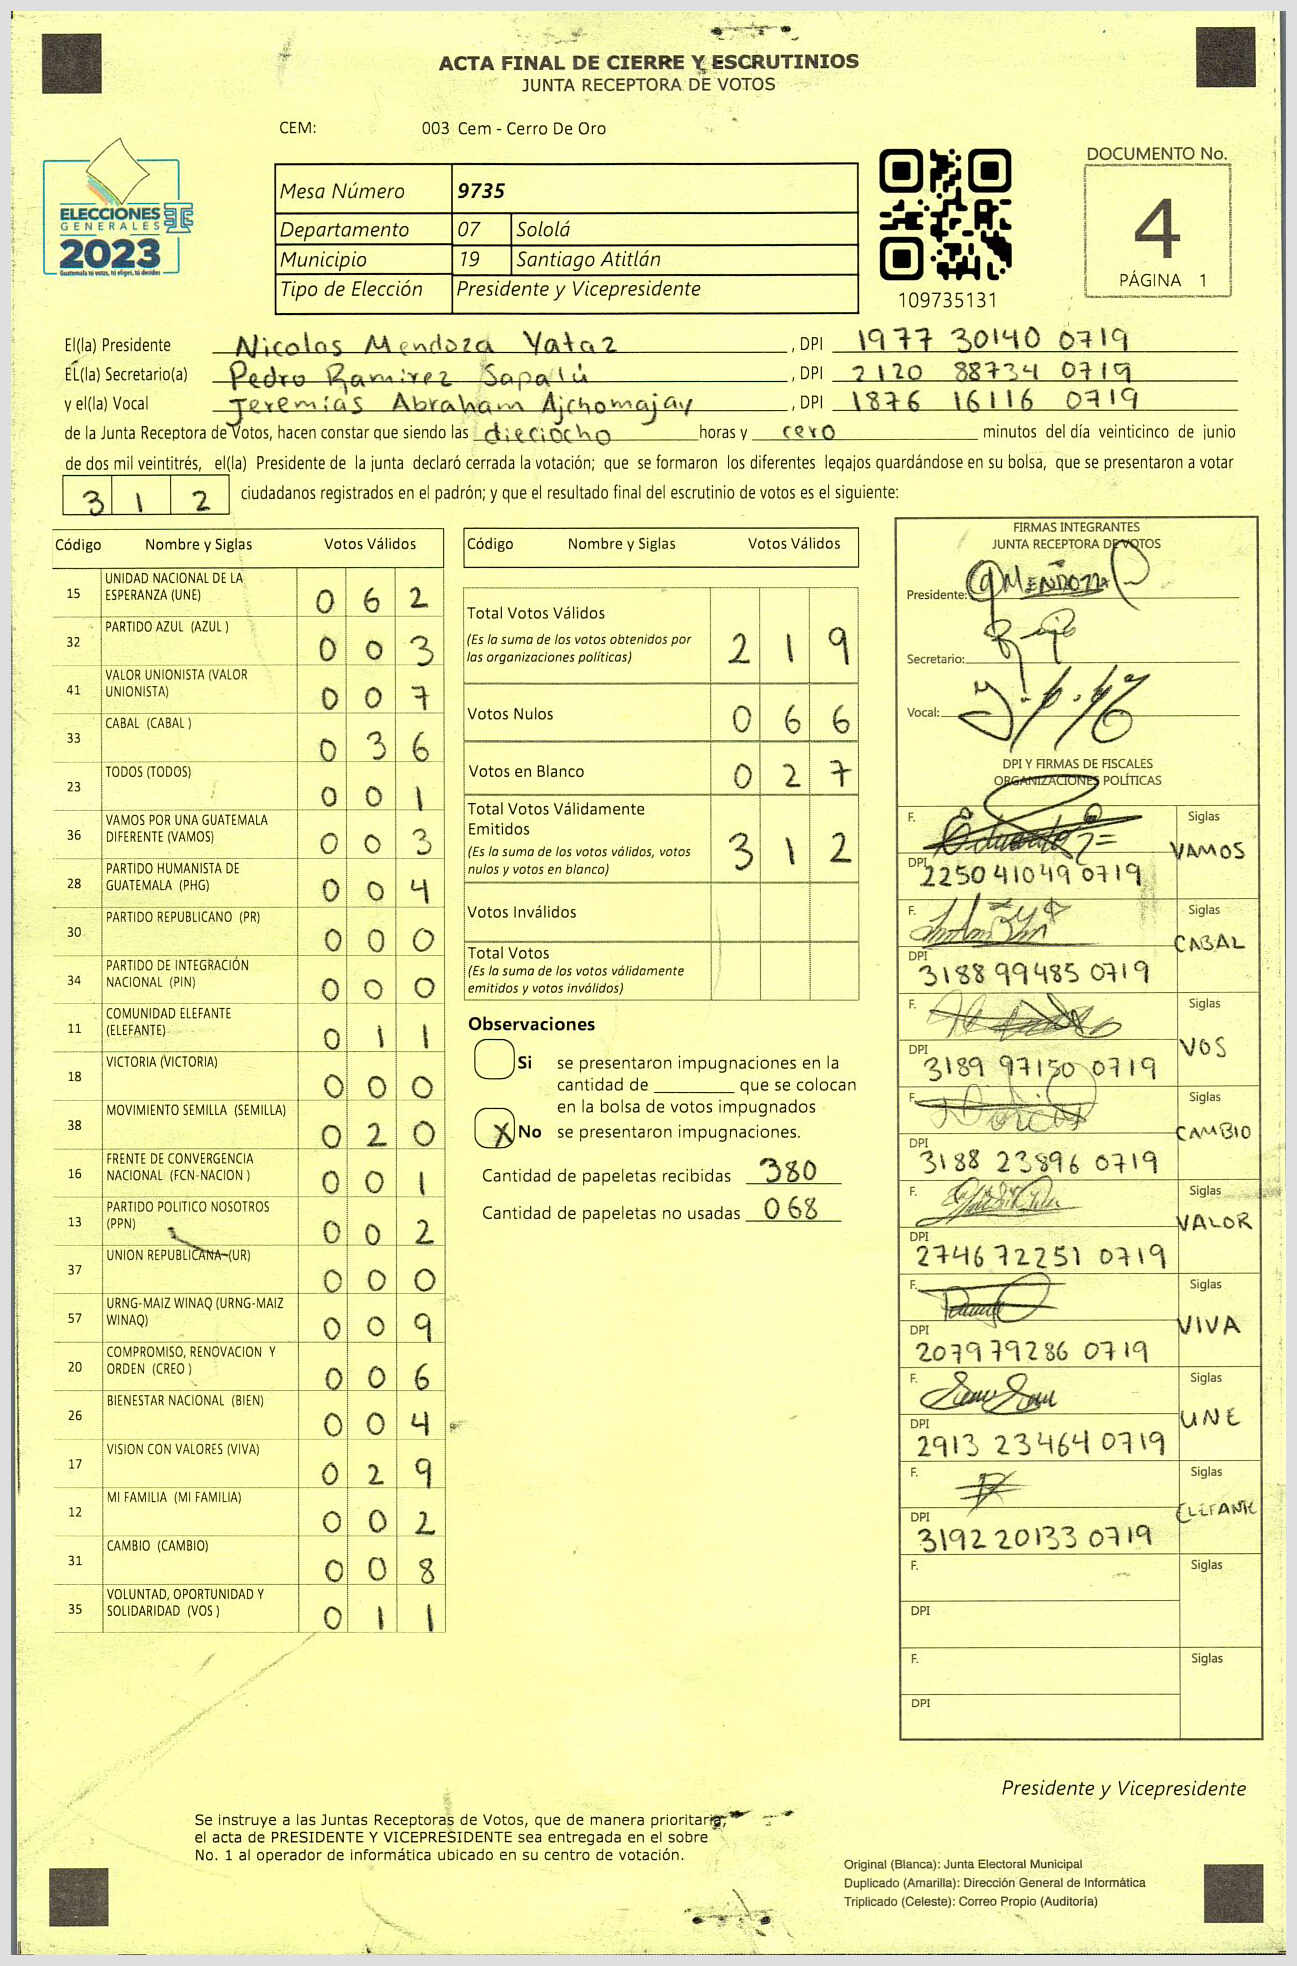 ACTA FINAL DE CIERRE Y ESCRUTINIOS
JUNTA RECEPTORA DE VOTOS
CEM: 003 Cem - Cerro De Oro
ELECCIONES
GENERALES
2023
Guatemala tú votas, tú eliges, tú decides
Mesa Número 9735
Departamento 07 Sololá
Municipio 19 Santiago Atitlán
Tipo de Elección Presidente y Vicepresidente
109735131
DOCUMENTO No.
4
PÁGINA 1
El(la) Presidente Nicolas Mendoza Yataz , DPI 1977 30140 0719
EL(la) Secretario(a) Pedro Ramirez Sapalú , DPI 2120 88734 0719
y el(la) Vocal Jeremías Abraham Ajchomajay , DPI 1876 16116 0719
de la Junta Receptora de Votos, hacen constar que siendo las dieciocho horas y cero minutos del día veinticinco de junio
de dos mil veintitrés, el(la) Presidente de la junta declaró cerrada la votación; que se formaron los diferentes legajos guardándose en su bolsa, que se presentaron a votar
3 1 2 ciudadanos registrados en el padrón; y que el resultado final del escrutinio de votos es el siguiente:
Código Nombre y Siglas Votos Válidos
15 UNIDAD NACIONAL DE LA ESPERANZA (UNE) 0 6 2
32 PARTIDO AZUL (AZUL ) 0 0 3
41 VALOR UNIONISTA (VALOR UNIONISTA) 0 0 7
33 CABAL (CABAL ) 0 3 6
23 TODOS (TODOS) 0 0 1
36 VAMOS POR UNA GUATEMALA DIFERENTE (VAMOS) 0 0 3
28 PARTIDO HUMANISTA DE GUATEMALA (PHG) 0 0 4
30 PARTIDO REPUBLICANO (PR) 0 0 0
34 PARTIDO DE INTEGRACIÓN NACIONAL (PIN) 0 0 0
11 COMUNIDAD ELEFANTE (ELEFANTE) 0 1 1
18 VICTORIA (VICTORIA) 0 0 0
38 MOVIMIENTO SEMILLA (SEMILLA) 0 2 0
16 FRENTE DE CONVERGENCIA NACIONAL (FCN-NACION ) 0 0 1
13 PARTIDO POLITICO NOSOTROS (PPN) 0 0 2
37 UNION REPUBLICANA (UR) 0 0 0
57 URNG-MAIZ WINAQ (URNG-MAIZ WINAQ) 0 0 9
20 COMPROMISO, RENOVACION Y ORDEN (CREO ) 0 0 6
26 BIENESTAR NACIONAL (BIEN) 0 0 4
17 VISION CON VALORES (VIVA) 0 2 9
12 MI FAMILIA (MI FAMILIA) 0 0 2
31 CAMBIO (CAMBIO) 0 0 8
35 VOLUNTAD, OPORTUNIDAD Y SOLIDARIDAD (VOS ) 0 1 1
Código Nombre y Siglas Votos Válidos
Total Votos Válidos 2 1 9
(Es la suma de los votos obtenidos por
las organizaciones políticas)
Votos Nulos 0 6 6
Votos en Blanco 0 2 7
Total Votos Válidamente
Emitidos 3 1 2
(Es la suma de los votos válidos, votos
nulos y votos en blanco)
Votos Inválidos
Total Votos
(Es la suma de los votos válidamente
emitidos y votos inválidos)
Observaciones
Si se presentaron impugnaciones en la
cantidad de ________ que se colocan
en la bolsa de votos impugnados
X No se presentaron impugnaciones.
Cantidad de papeletas recibidas 380
Cantidad de papeletas no usadas 068
FIRMAS INTEGRANTES
JUNTA RECEPTORA DE VOTOS
Presidente: MENDOZA
Secretario:
Vocal:
DPI Y FIRMAS DE FISCALES
ORGANIZACIONES POLÍTICAS
F. Siglas VAMOS
DPI 2250 41049 0719
F. Siglas CABAL
DPI 3188 99485 0719
F. Siglas VOS
DPI 3189 97150 0719
F. Siglas CAMBIO
DPI 3188 23896 0719
F. Siglas VALOR
DPI 2746 72251 0719
F. Siglas VIVA
DPI 2079 79286 0719
F. Siglas UNE
DPI 2913 23464 0719
F. Siglas ELEFANTE
DPI 3192 20133 0719
F. Siglas
DPI
F. Siglas
DPI
Presidente y Vicepresidente
Se instruye a las Juntas Receptoras de Votos, que de manera prioritaria,
el acta de PRESIDENTE Y VICEPRESIDENTE sea entregada en el sobre
No. 1 al operador de informática ubicado en su centro de votación.
Original (Blanca): Junta Electoral Municipal
Duplicado (Amarilla): Dirección General de Informática
Triplicado (Celeste): Correo Propio (Auditoría)